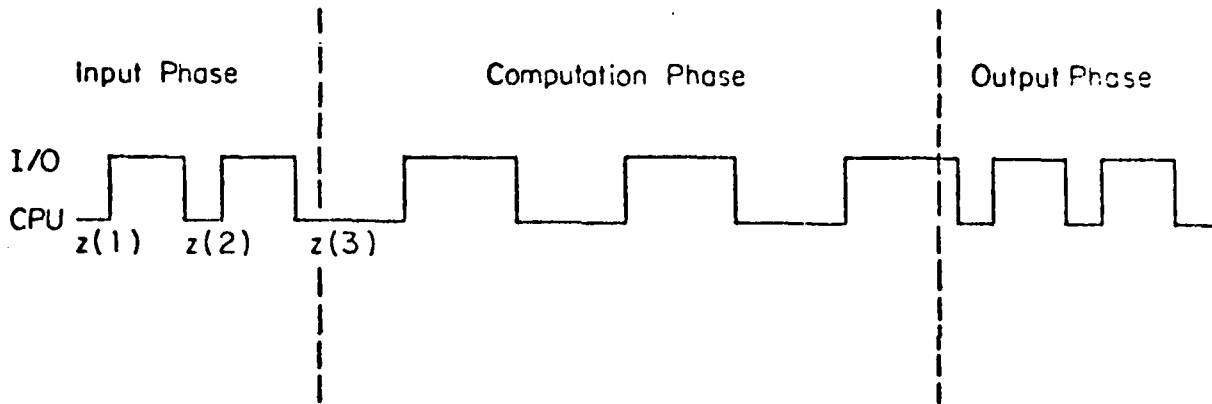 Input Phase
Computation Phase
Output Phase
I/O
CPU
z(1)
z(2)
z(3)